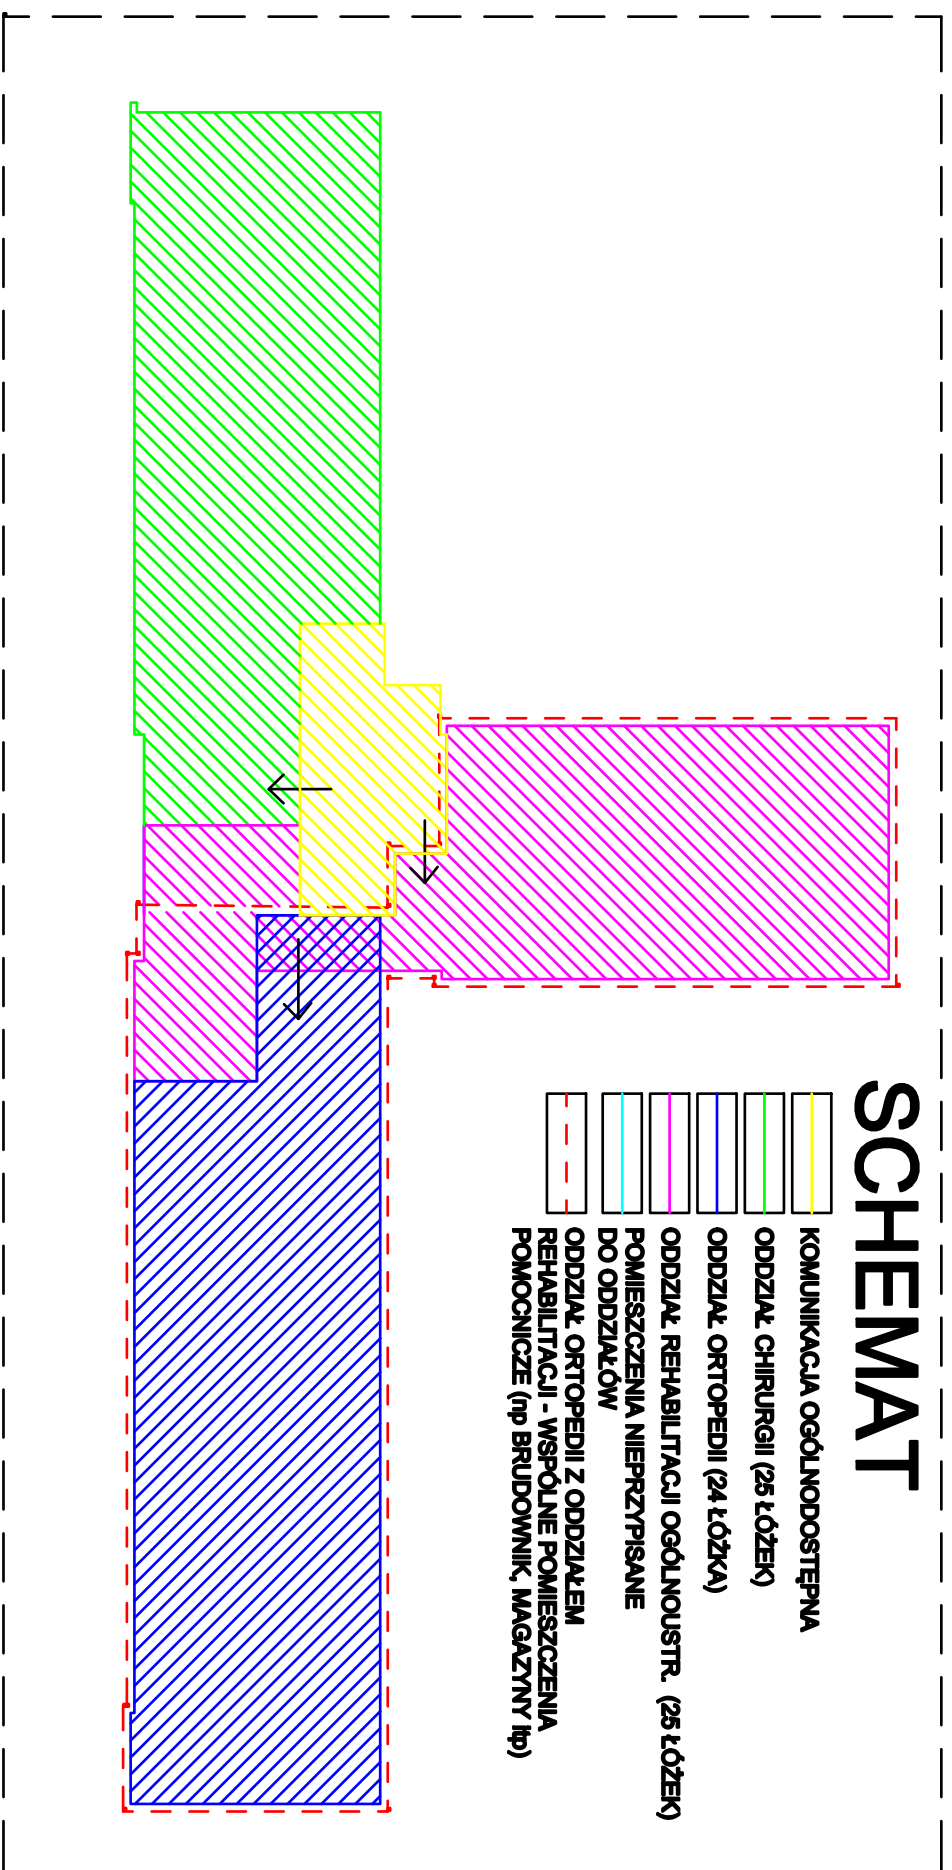 SCHEMAT
KOMUNIKACJA OGÓLNODOSTĘPNA
ODDZIAŁ CHIRURGII (25 ŁÓŻEK)
ODDZIAŁ ORTOPEDII (24 ŁÓŻKA)
ODDZIAŁ REHABILITACJI OGÓLNOUSTR. (25 ŁÓŻEK)
POMIESZCZENIA NIEPRZYPISANE
DO ODDZIAŁÓW
ODDZIAŁ ORTOPEDII Z ODDZIAŁEM
REHABILITACJI - WSPÓLNE POMIESZCZENIA
POMOCNICZE (np BRUDOWNIK, MAGAZYNY itp)